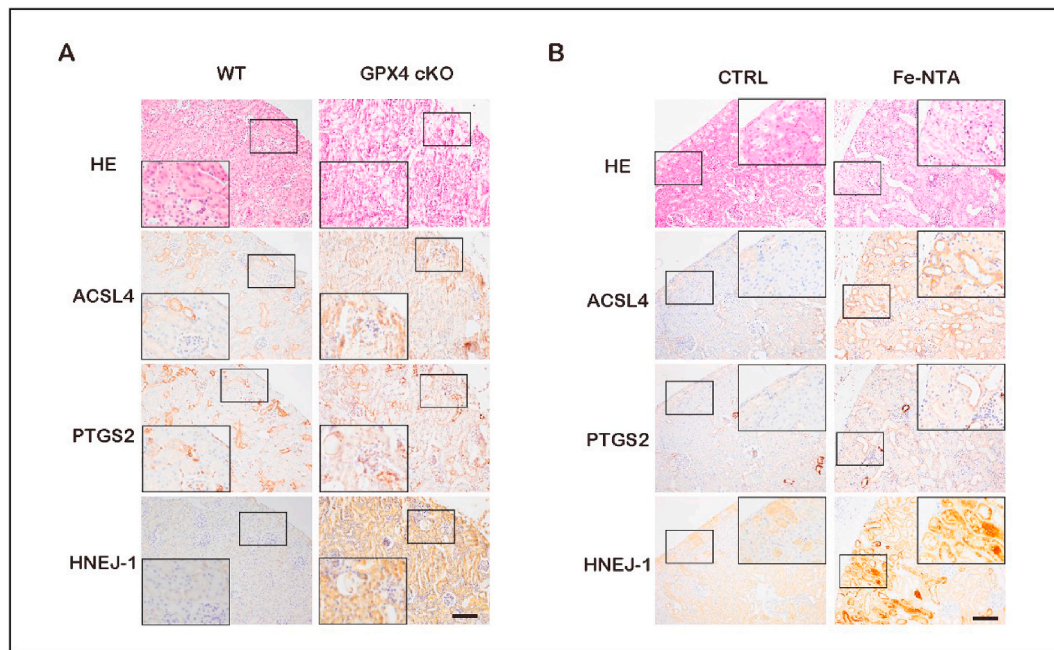 A B
WT GPX4 cKO CTRL Fe-NTA
HE HE
ACSL4 ACSL4
PTGS2 PTGS2
HNEJ-1 HNEJ-1